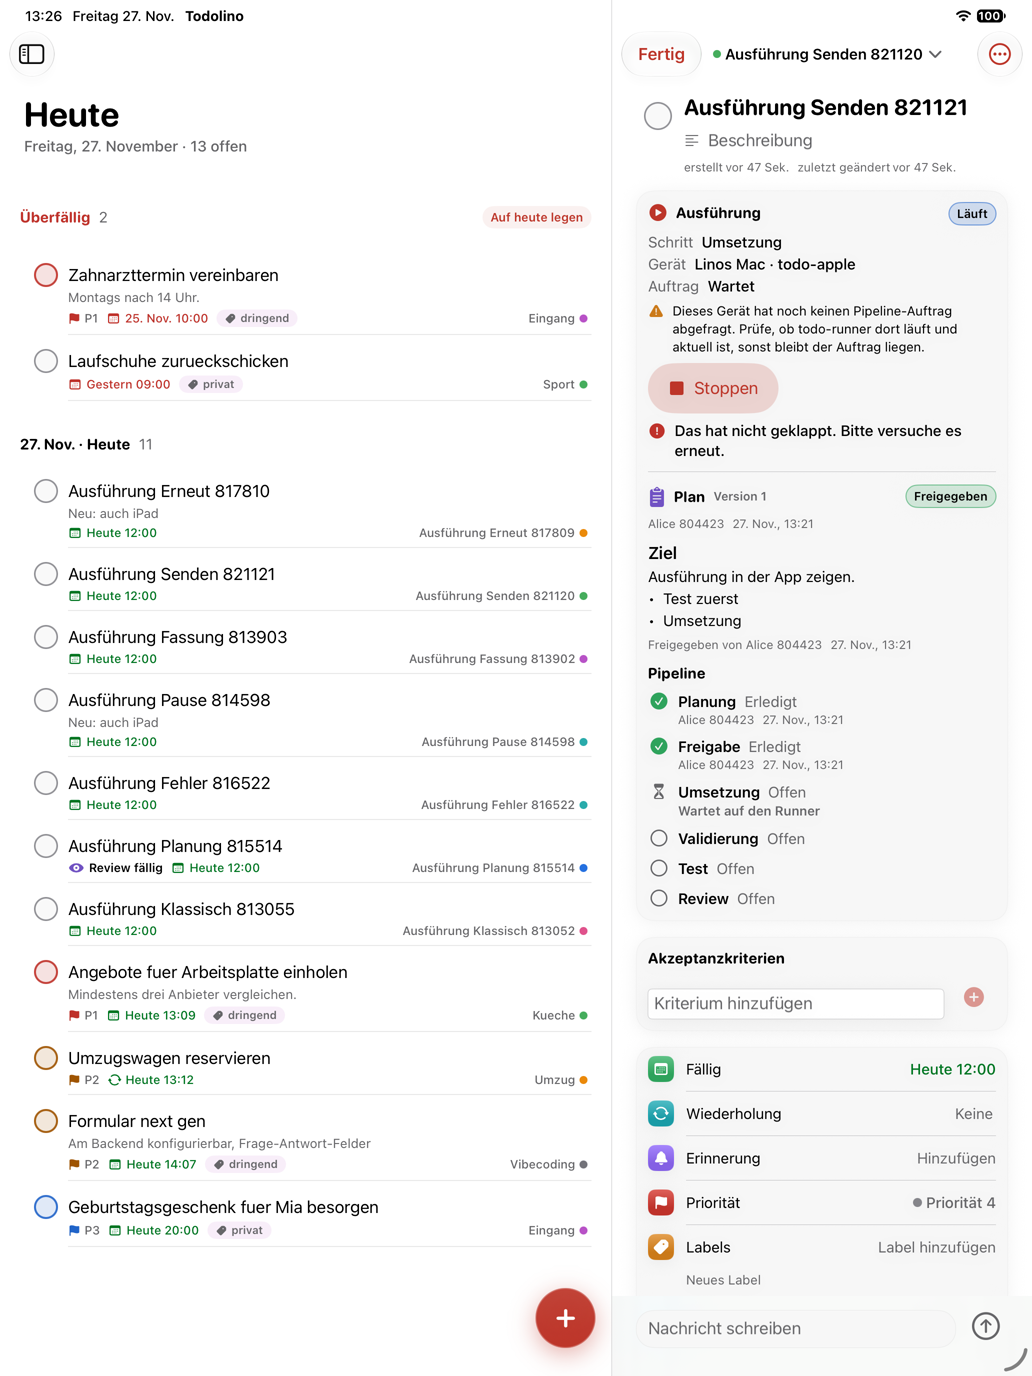 13:26 Freitag 27. Nov. Todolino
100
Heute
Freitag, 27. November · 13 offen
Überfällig 2
Auf heute legen
Zahnarzttermin vereinbaren
Montags nach 14 Uhr.
P1 25. Nov. 10:00 dringend Eingang
Laufschuhe zurueckschicken
Gestern 09:00 privat Sport
27. Nov. · Heute 11
Ausführung Erneut 817810
Neu: auch iPad
Heute 12:00 Ausführung Erneut 817809
Ausführung Senden 821121
Heute 12:00 Ausführung Senden 821120
Ausführung Fassung 813903
Heute 12:00 Ausführung Fassung 813902
Ausführung Pause 814598
Neu: auch iPad
Heute 12:00 Ausführung Pause 814598
Ausführung Fehler 816522
Heute 12:00 Ausführung Fehler 816522
Ausführung Planung 815514
Review fällig Heute 12:00 Ausführung Planung 815514
Ausführung Klassisch 813055
Heute 12:00 Ausführung Klassisch 813052
Angebote fuer Arbeitsplatte einholen
Mindestens drei Anbieter vergleichen.
P1 Heute 13:09 dringend Kueche
Umzugswagen reservieren
P2 Heute 13:12 Umzug
Formular next gen
Am Backend konfigurierbar, Frage-Antwort-Felder
P2 Heute 14:07 dringend Vibecoding
Geburtstagsgeschenk fuer Mia besorgen
P3 Heute 20:00 privat Eingang
Fertig
Ausführung Senden 821120
Ausführung Senden 821121
Beschreibung
erstellt vor 47 Sek. zuletzt geändert vor 47 Sek.
Ausführung Läuft
Schritt Umsetzung
Gerät Linos Mac · todo-apple
Auftrag Wartet
Dieses Gerät hat noch keinen Pipeline-Auftrag
abgefragt. Prüfe, ob todo-runner dort läuft und
aktuell ist, sonst bleibt der Auftrag liegen.
Stoppen
Das hat nicht geklappt. Bitte versuche es
erneut.
Plan Version 1 Freigegeben
Alice 804423 27. Nov., 13:21
Ziel
Ausführung in der App zeigen.
• Test zuerst
• Umsetzung
Freigegeben von Alice 804423 27. Nov., 13:21
Pipeline
Planung Erledigt
Alice 804423 27. Nov., 13:21
Freigabe Erledigt
Alice 804423 27. Nov., 13:21
Umsetzung Offen
Wartet auf den Runner
Validierung Offen
Test Offen
Review Offen
Akzeptanzkriterien
Kriterium hinzufügen
Fällig Heute 12:00
Wiederholung Keine
Erinnerung Hinzufügen
Priorität Priorität 4
Labels Label hinzufügen
Neues Label
Nachricht schreiben